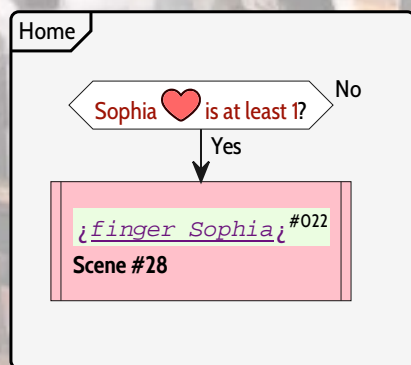 Home
Sophia ❤ is at least 1?
No
Yes
¿finger Sophia¿#022
Scene #28